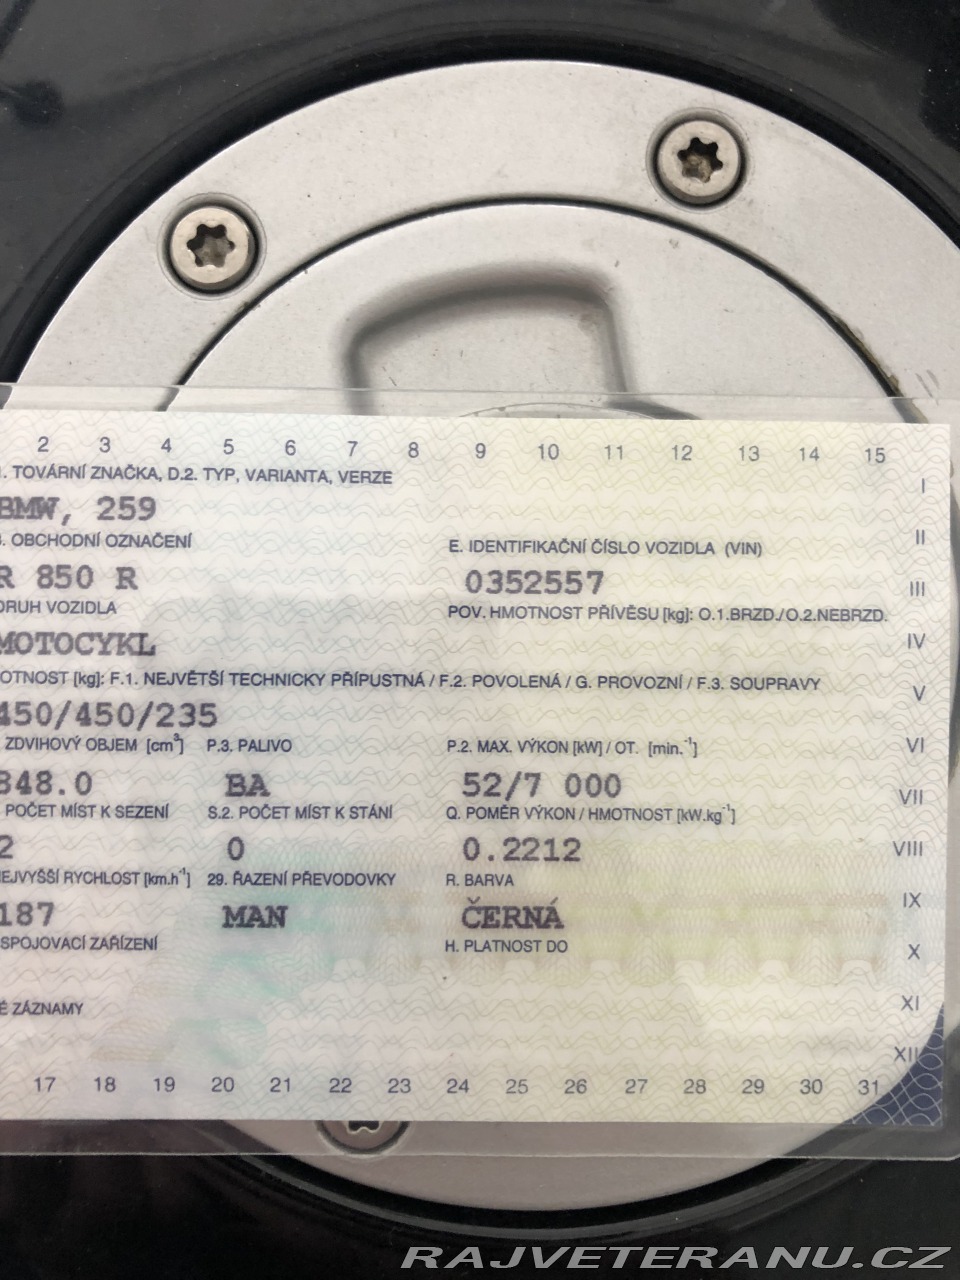 2 3 4 5 6 7 8 9 10 11 12 13 14 15
. TOVÁRNÍ ZNAČKA, D.2. TYP, VARIANTA, VERZE
I
BMW, 259
. OBCHODNÍ OZNAČENÍ
E. IDENTIFIKAČNÍ ČÍSLO VOZIDLA (VIN)
II
R 850 R
0352557
III
DRUH VOZIDLA
POV. HMOTNOST PŘÍVĚSU [kg]: O.1.BRZD./O.2.NEBRZD.
MOTOCYKL
IV
OTNOST [kg]: F.1. NEJVĚTŠÍ TECHNICKY PŘÍPUSTNÁ / F.2. POVOLENÁ / G. PROVOZNÍ / F.3. SOUPRAVY
V
450/450/235
ZDVIHOVÝ OBJEM [cm³] P.3. PALIVO P.2. MAX. VÝKON [kW] / OT. [min.⁻¹]
VI
848.0 BA 52/7 000
VII
POČET MÍST K SEZENÍ S.2. POČET MÍST K STÁNÍ Q. POMĚR VÝKON / HMOTNOST [kW.kg⁻¹]
2 0 0.2212
VIII
EJVYŠŠÍ RYCHLOST [km.h⁻¹] 29. ŘAZENÍ PŘEVODOVKY R. BARVA
IX
187 MAN ČERNÁ
SPOJOVACÍ ZAŘÍZENÍ H. PLATNOST DO
X
É ZÁZNAMY
XI
XII
17 18 19 20 21 22 23 24 25 26 27 28 29 30 31
RAJVETERANU.CZ